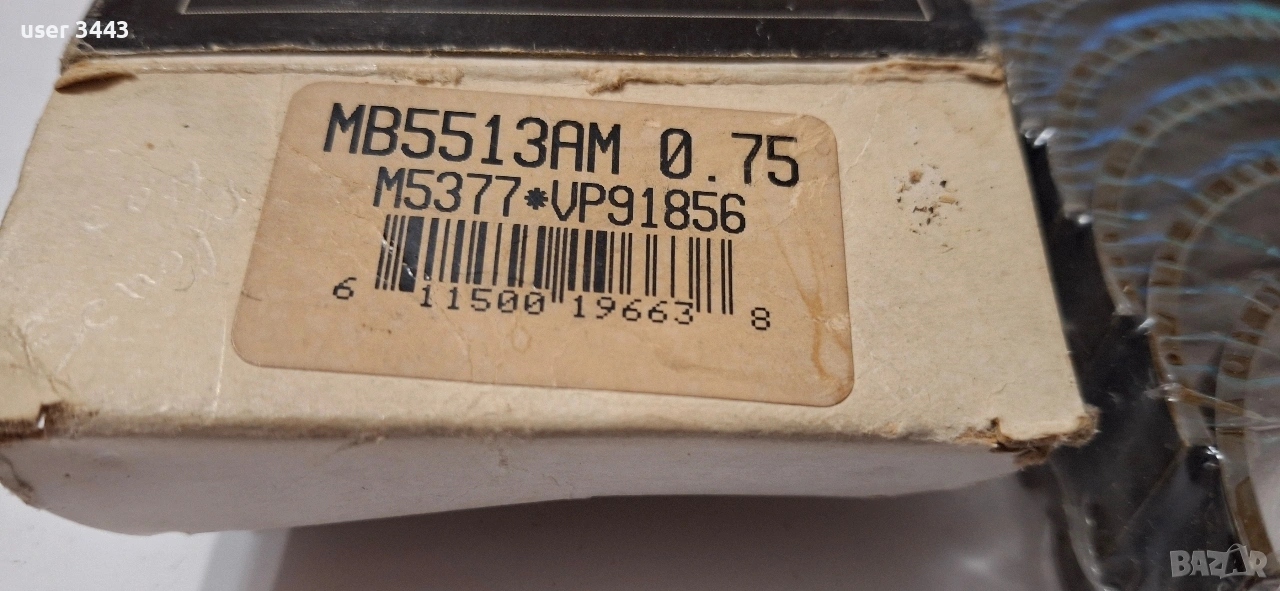 user 3443
MB5513AM 0.75
M5377*VP91856
6 11500 19663 8
BAZAR